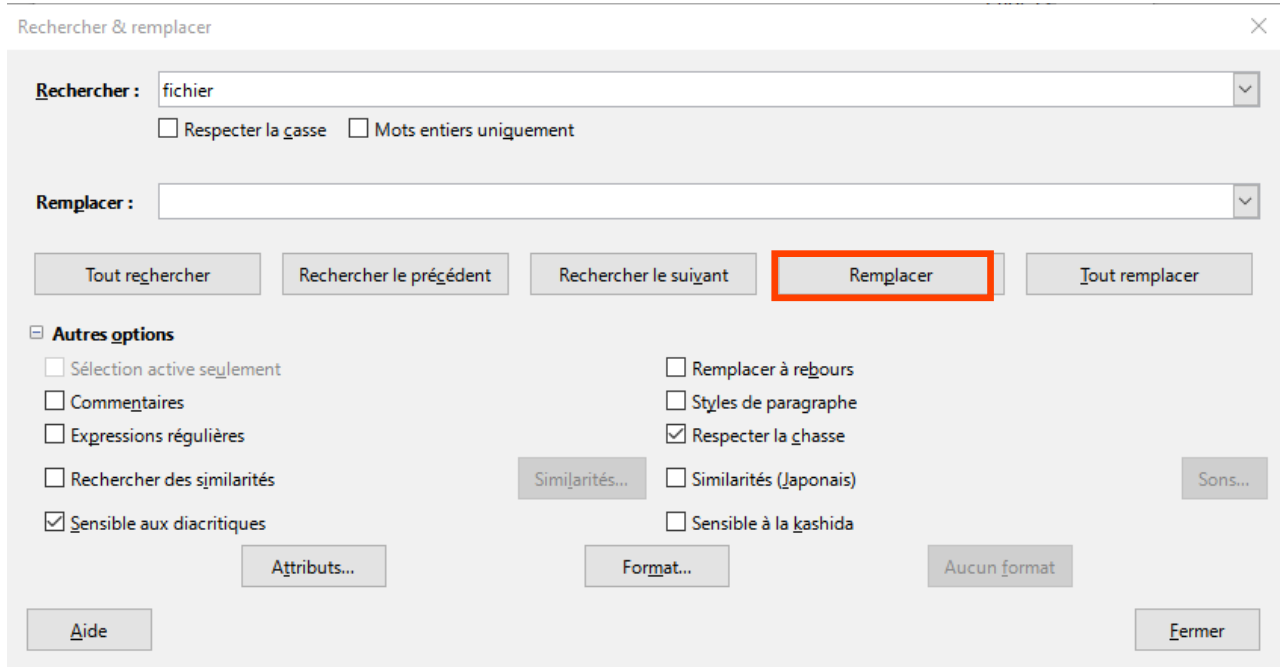 Rechercher & remplacer
Rechercher : fichier
Respecter la casse Mots entiers uniquement
Remplacer :
Tout rechercher Rechercher le précédent Rechercher le suivant Remplacer Tout remplacer
Autres options
Sélection active seulement Remplacer à rebours
Commentaires Styles de paragraphe
Expressions régulières Respecter la chasse
Rechercher des similarités Similarités... Similarités (Japonais) Sons...
Sensible aux diacritiques Sensible à la kashida
Attributs... Format... Aucun format
Aide Fermer